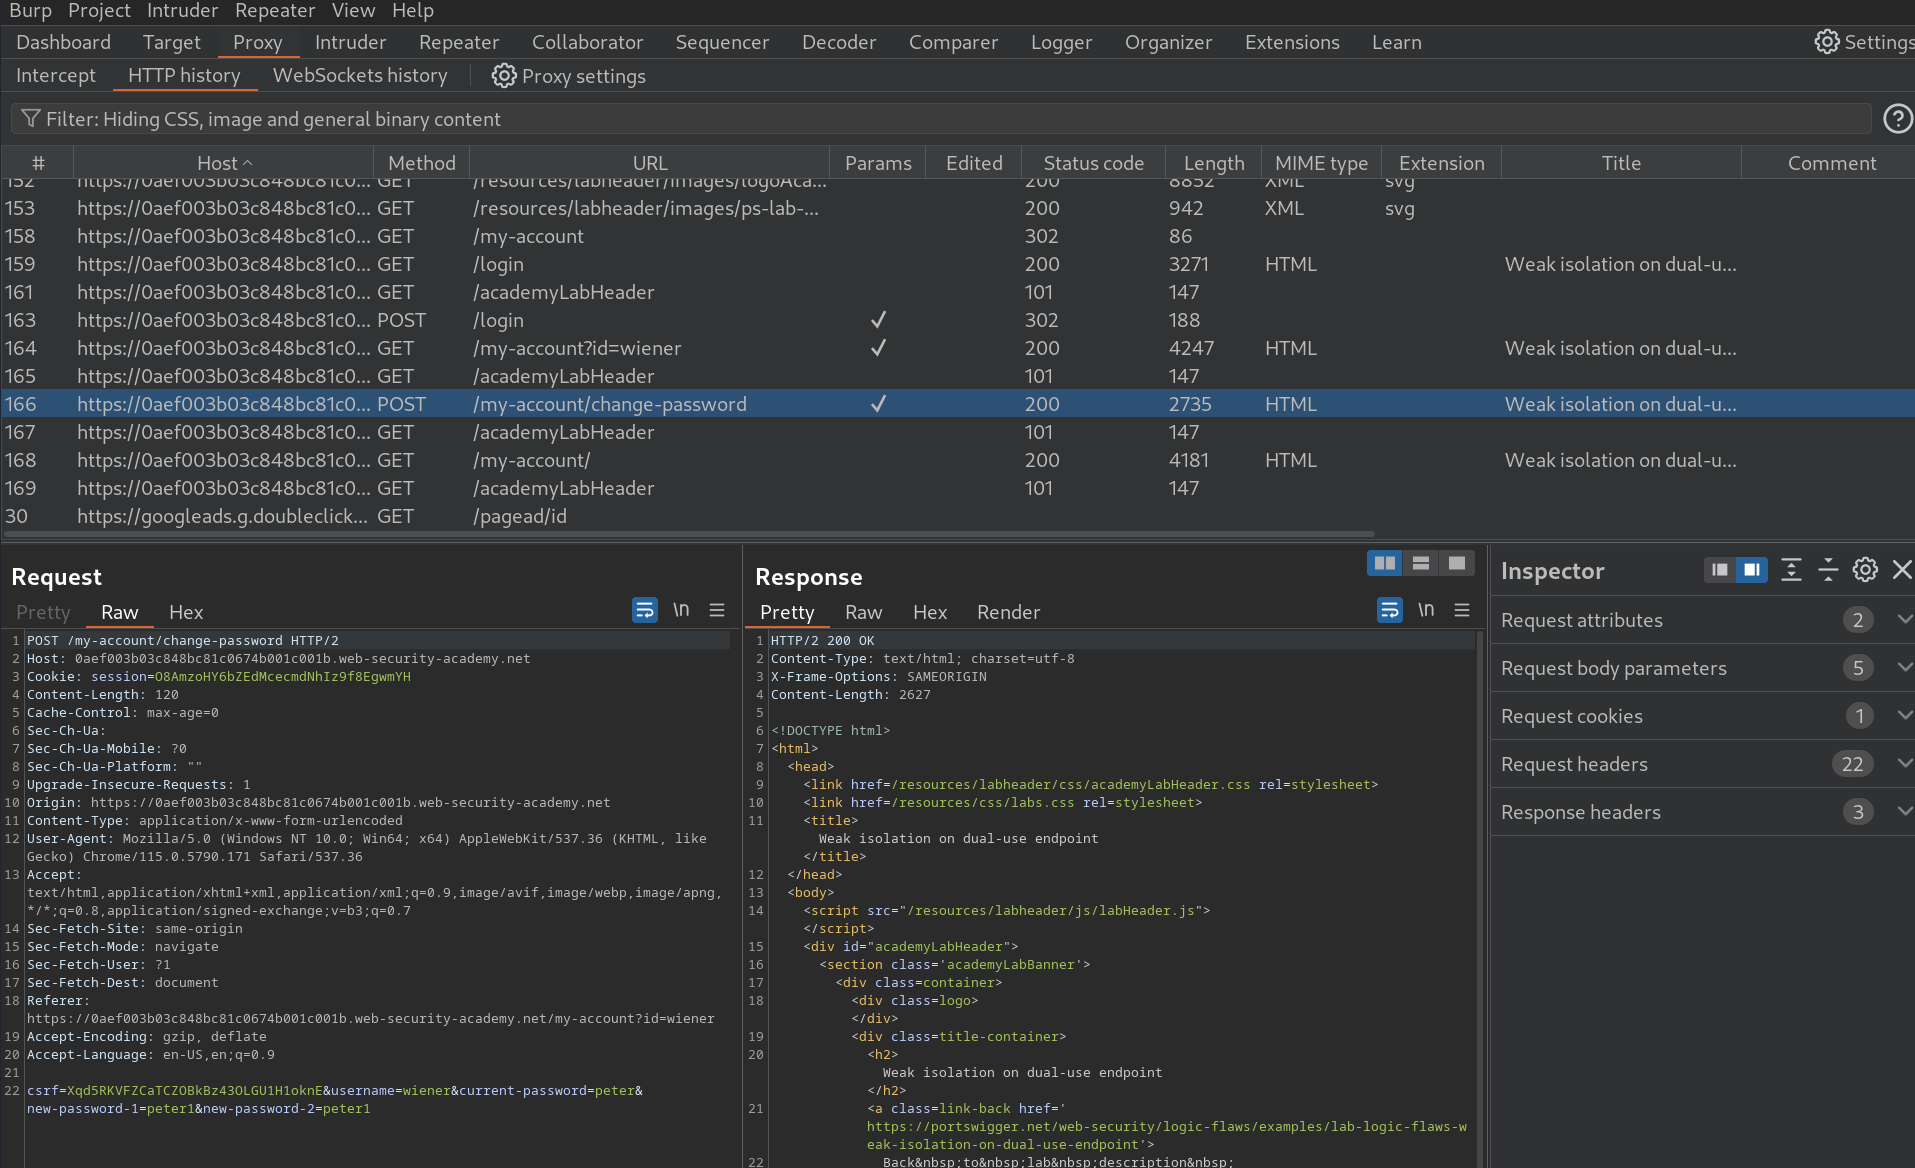 Burp Project Intruder Repeater View Help
Dashboard Target Proxy Intruder Repeater Collaborator Sequencer Decoder Comparer Logger Organizer Extensions Learn Settings
Intercept HTTP history WebSockets history Proxy settings
Filter: Hiding CSS, image and general binary content
# Host Method URL Params Edited Status code Length MIME type Extension Title Comment
152 https://0aef003b03c848bc81c0... GET /resources/labheader/images/logoAca... 200 8852 XML svg
153 https://0aef003b03c848bc81c0... GET /resources/labheader/images/ps-lab-... 200 942 XML svg
158 https://0aef003b03c848bc81c0... GET /my-account 302 86
159 https://0aef003b03c848bc81c0... GET /login 200 3271 HTML Weak isolation on dual-u...
161 https://0aef003b03c848bc81c0... GET /academyLabHeader 101 147
163 https://0aef003b03c848bc81c0... POST /login ✓ 302 188
164 https://0aef003b03c848bc81c0... GET /my-account?id=wiener ✓ 200 4247 HTML Weak isolation on dual-u...
165 https://0aef003b03c848bc81c0... GET /academyLabHeader 101 147
166 https://0aef003b03c848bc81c0... POST /my-account/change-password ✓ 200 2735 HTML Weak isolation on dual-u...
167 https://0aef003b03c848bc81c0... GET /academyLabHeader 101 147
168 https://0aef003b03c848bc81c0... GET /my-account/ 200 4181 HTML Weak isolation on dual-u...
169 https://0aef003b03c848bc81c0... GET /academyLabHeader 101 147
30 https://googleads.g.doubleclick... GET /pagead/id
Request
Pretty Raw Hex \n
1 POST /my-account/change-password HTTP/2
2 Host: 0aef003b03c848bc81c0674b001c001b.web-security-academy.net
3 Cookie: session=O8AmzoHY6bZEdMcecmdNhIz9f8EgwmYH
4 Content-Length: 120
5 Cache-Control: max-age=0
6 Sec-Ch-Ua:
7 Sec-Ch-Ua-Mobile: ?0
8 Sec-Ch-Ua-Platform: ""
9 Upgrade-Insecure-Requests: 1
10 Origin: https://0aef003b03c848bc81c0674b001c001b.web-security-academy.net
11 Content-Type: application/x-www-form-urlencoded
12 User-Agent: Mozilla/5.0 (Windows NT 10.0; Win64; x64) AppleWebKit/537.36 (KHTML, like
Gecko) Chrome/115.0.5790.171 Safari/537.36
13 Accept:
text/html,application/xhtml+xml,application/xml;q=0.9,image/avif,image/webp,image/apng,
*/*;q=0.8,application/signed-exchange;v=b3;q=0.7
14 Sec-Fetch-Site: same-origin
15 Sec-Fetch-Mode: navigate
16 Sec-Fetch-User: ?1
17 Sec-Fetch-Dest: document
18 Referer:
https://0aef003b03c848bc81c0674b001c001b.web-security-academy.net/my-account?id=wiener
19 Accept-Encoding: gzip, deflate
20 Accept-Language: en-US,en;q=0.9
21
22 csrf=Xqd5RKVFZCaTCZOBkBz43OLGU1H1oknE&username=wiener&current-password=peter&
new-password-1=peter1&new-password-2=peter1
Response
Pretty Raw Hex Render \n
1 HTTP/2 200 OK
2 Content-Type: text/html; charset=utf-8
3 X-Frame-Options: SAMEORIGIN
4 Content-Length: 2627
5
6 <!DOCTYPE html>
7 <html>
8 <head>
9 <link href=/resources/labheader/css/academyLabHeader.css rel=stylesheet>
10 <link href=/resources/css/labs.css rel=stylesheet>
11 <title>
Weak isolation on dual-use endpoint
</title>
12 </head>
13 <body>
14 <script src="/resources/labheader/js/labHeader.js">
</script>
15 <div id="academyLabHeader">
16 <section class='academyLabBanner'>
17 <div class=container>
18 <div class=logo>
</div>
19 <div class=title-container>
20 <h2>
Weak isolation on dual-use endpoint
</h2>
21 <a class=link-back href='
https://portswigger.net/web-security/logic-flaws/examples/lab-logic-flaws-w
eak-isolation-on-dual-use-endpoint'>
22 Back&nbsp;to&nbsp;lab&nbsp;description&nbsp;
Inspector
Request attributes 2
Request body parameters 5
Request cookies 1
Request headers 22
Response headers 3